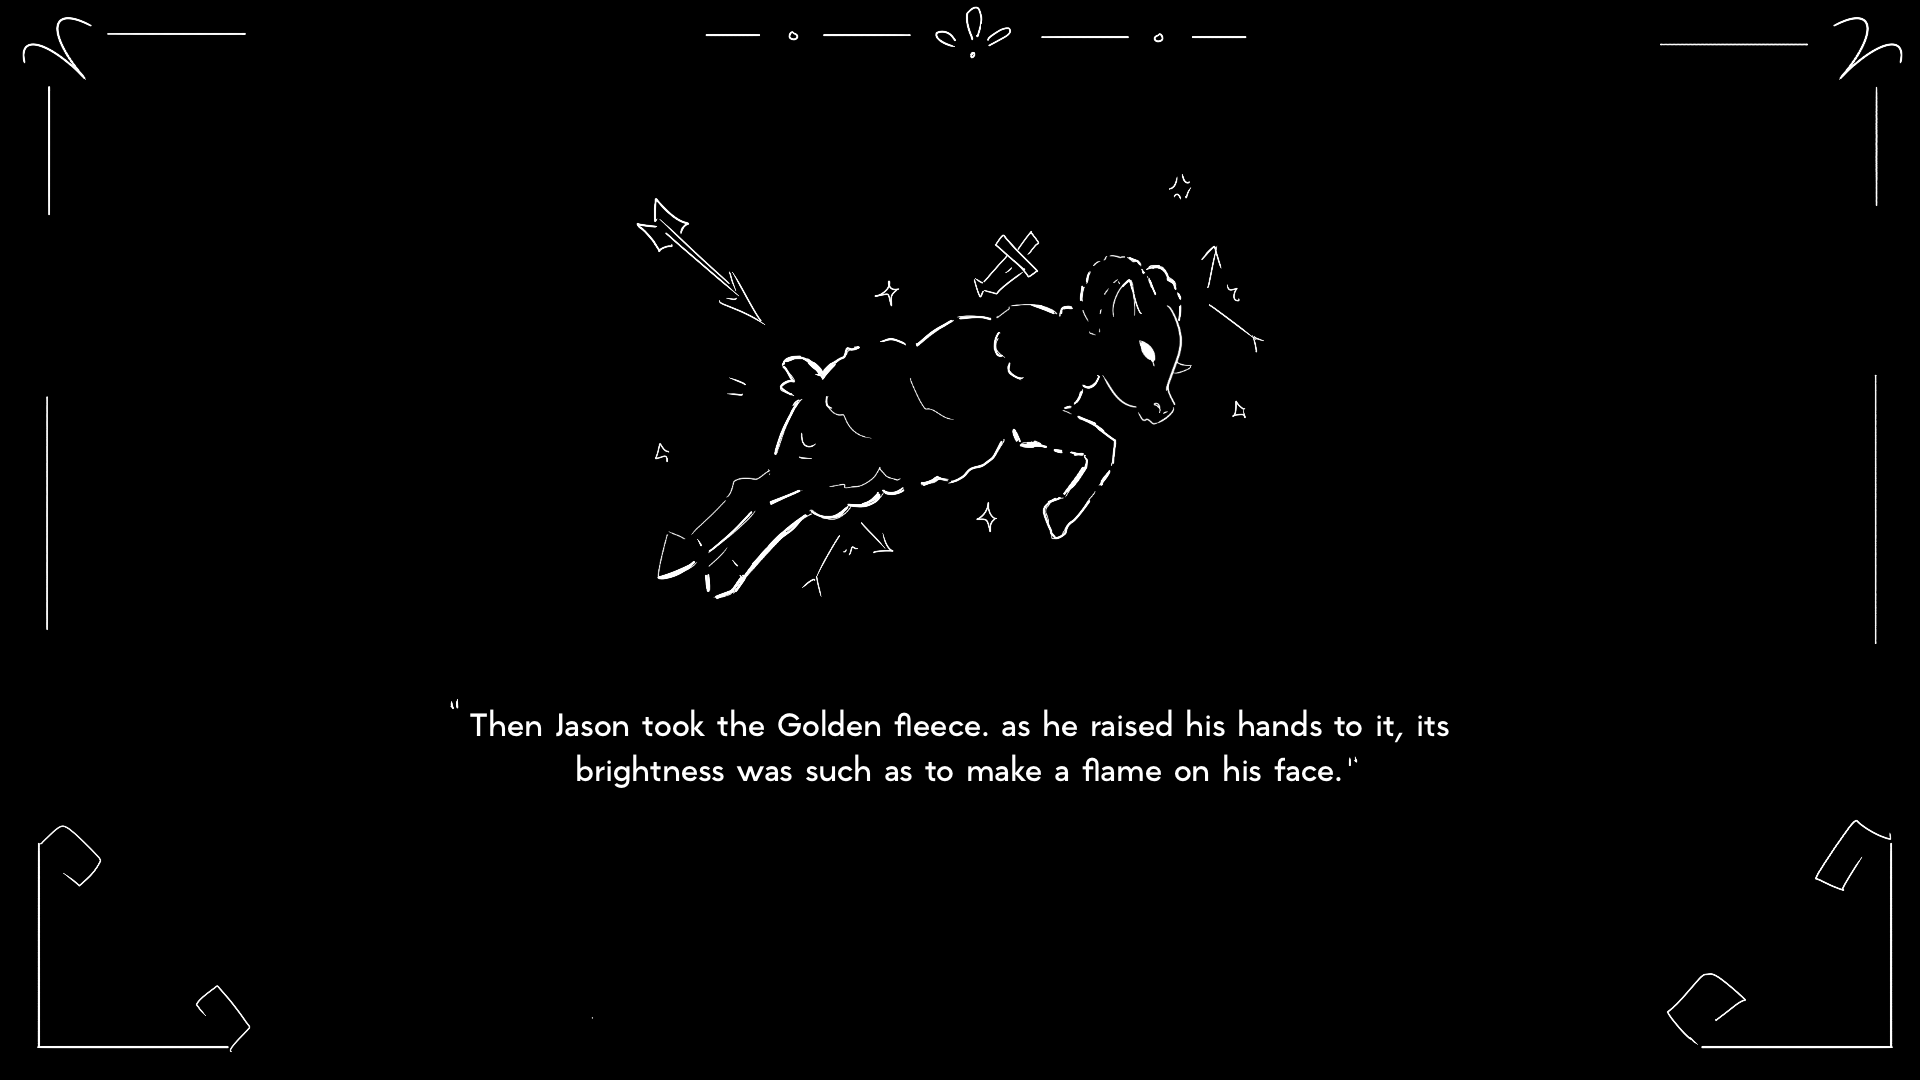 “ Then Jason took the Golden fleece. as he raised his hands to it, its
brightness was such as to make a flame on his face.”